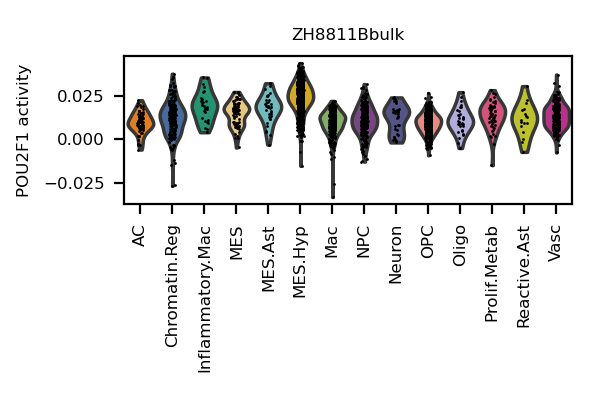 ZH8811Bbulk
POU2F1 activity
0.025
0.000
−0.025
AC
Chromatin.Reg
Inflammatory.Mac
MES
MES.Ast
MES.Hyp
Mac
NPC
Neuron
OPC
Oligo
Prolif.Metab
Reactive.Ast
Vasc